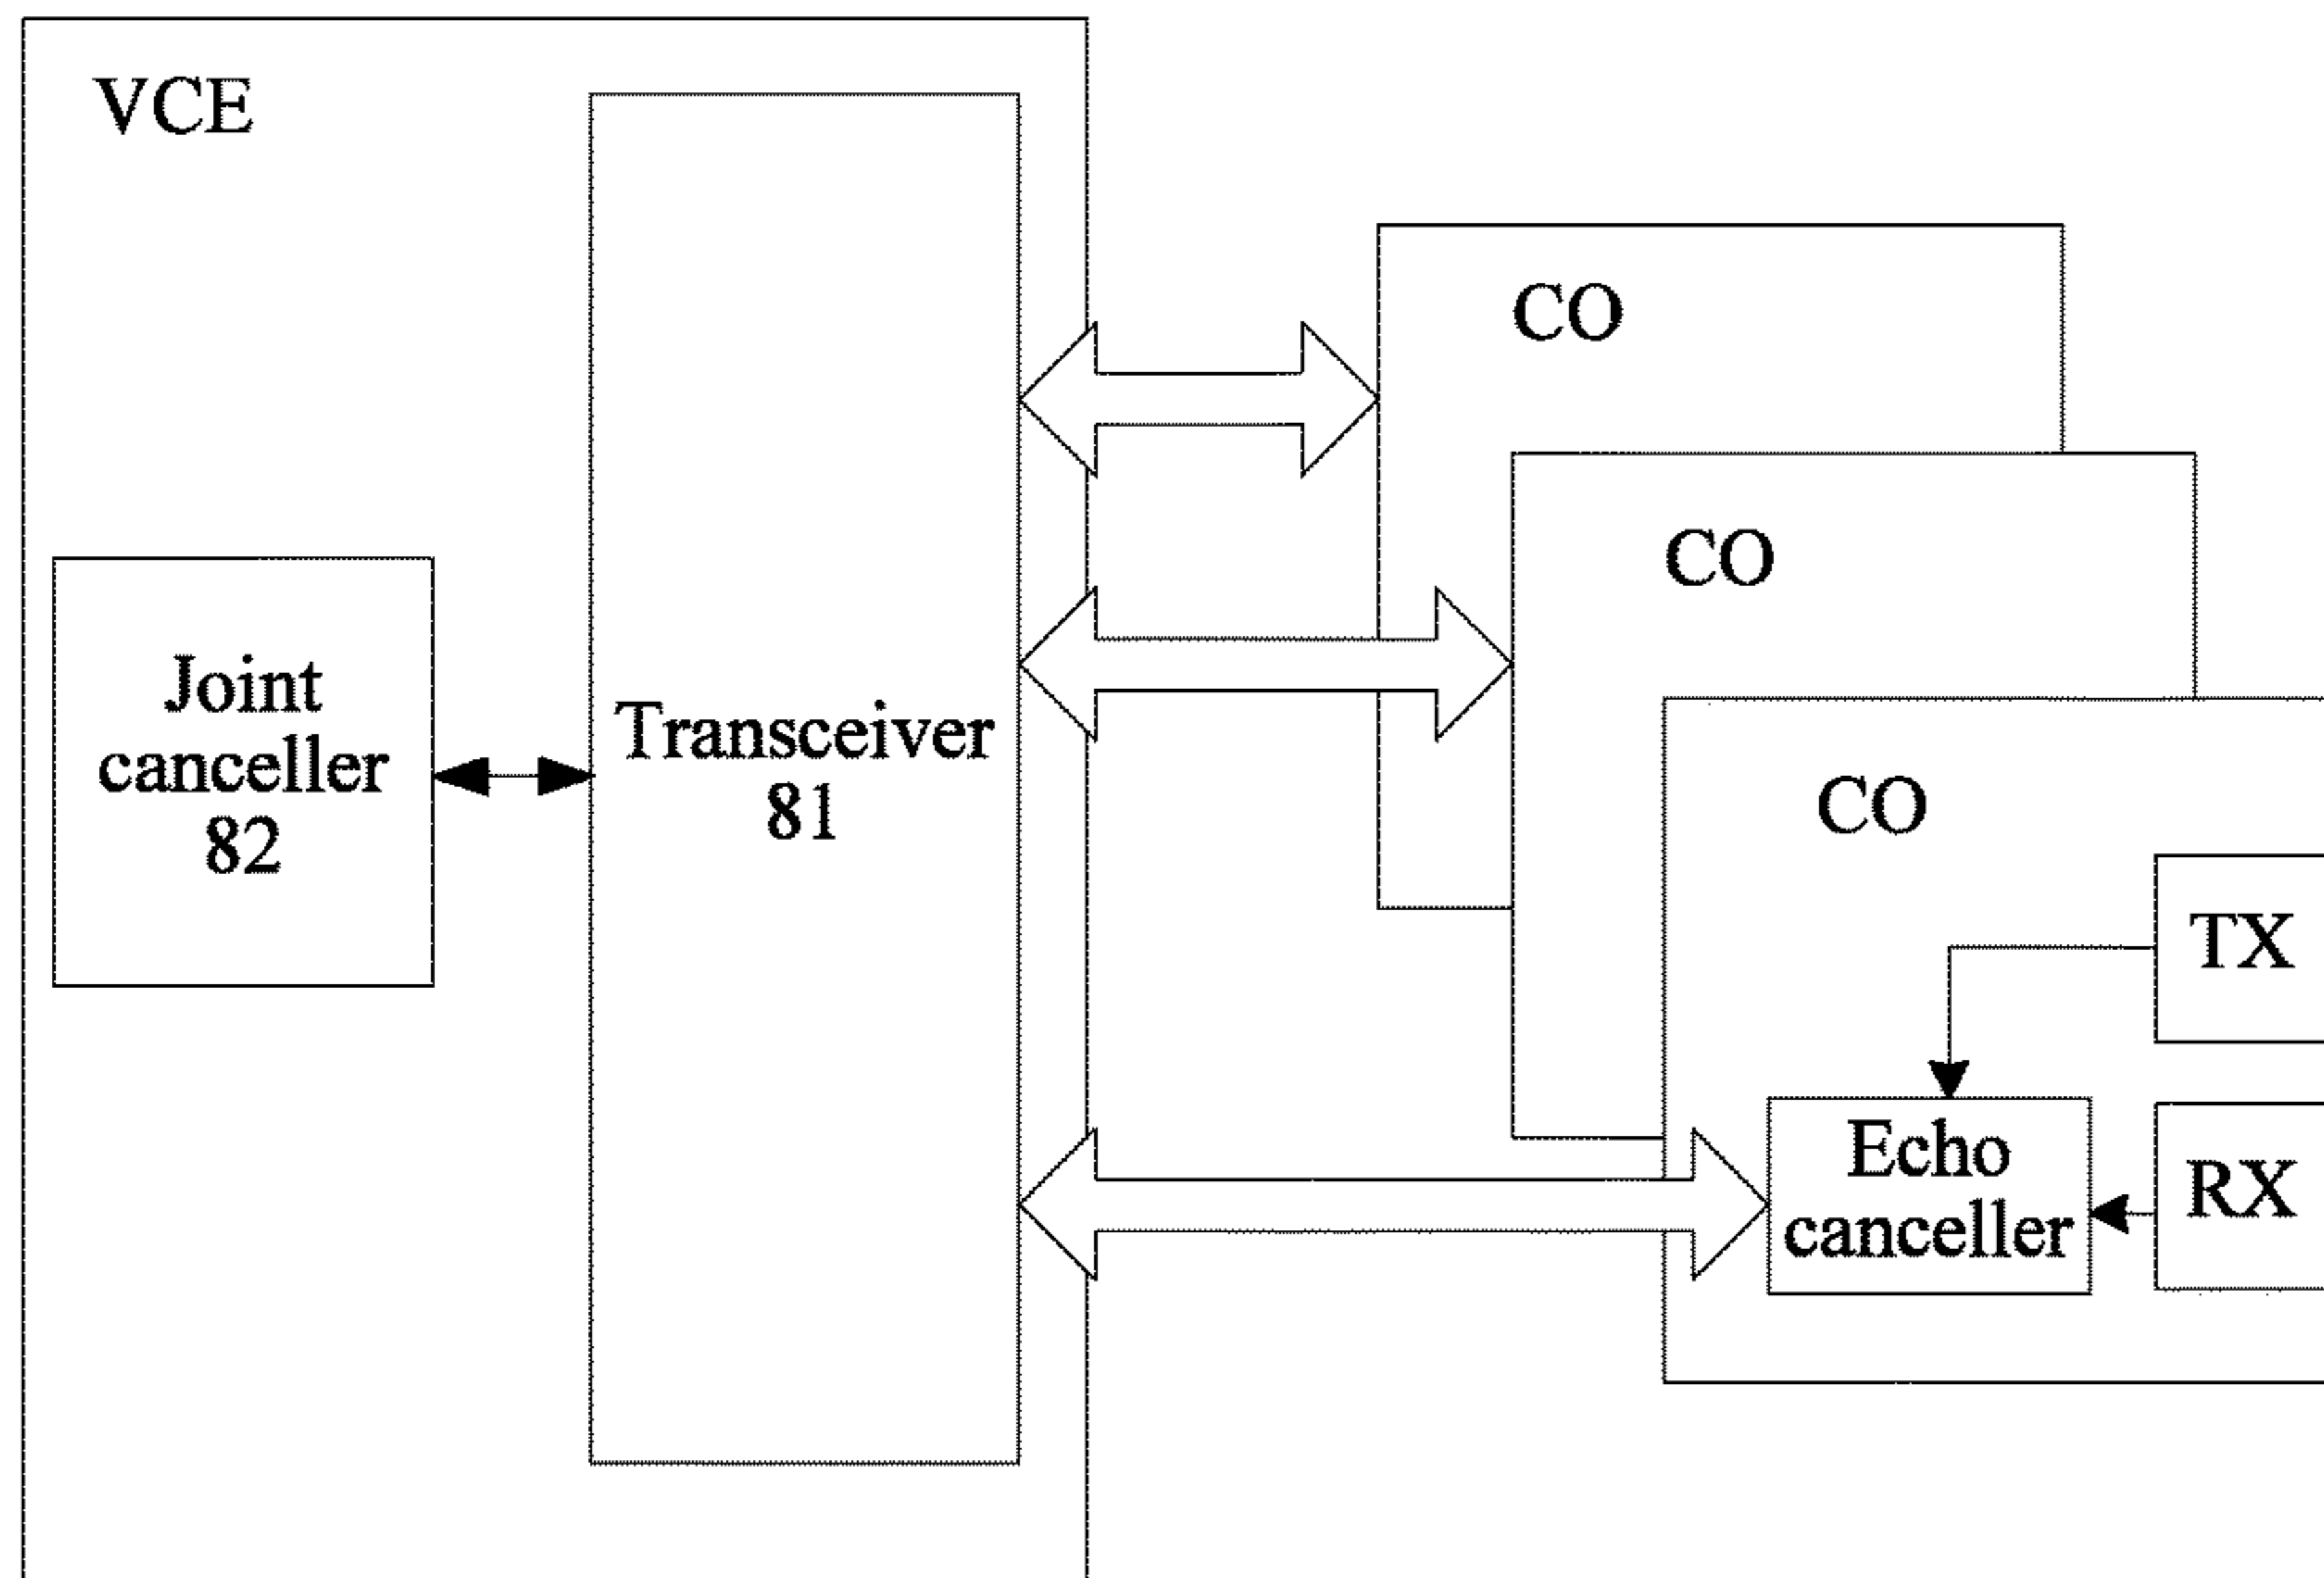 VCE
CO
CO
Joint
canceller
82
Transceiver
81
CO
TX
Echo
canceller
RX